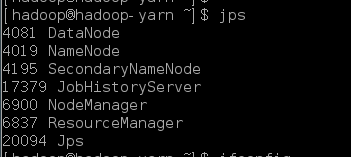 [hadoop@hadoop-yarn ~]$ jps
4081 DataNode
4019 NameNode
4195 SecondaryNameNode
17379 JobHistoryServer
6900 NodeManager
6837 ResourceManager
20094 Jps
[hadoop@hadoop-yarn ~]$ ifconfig